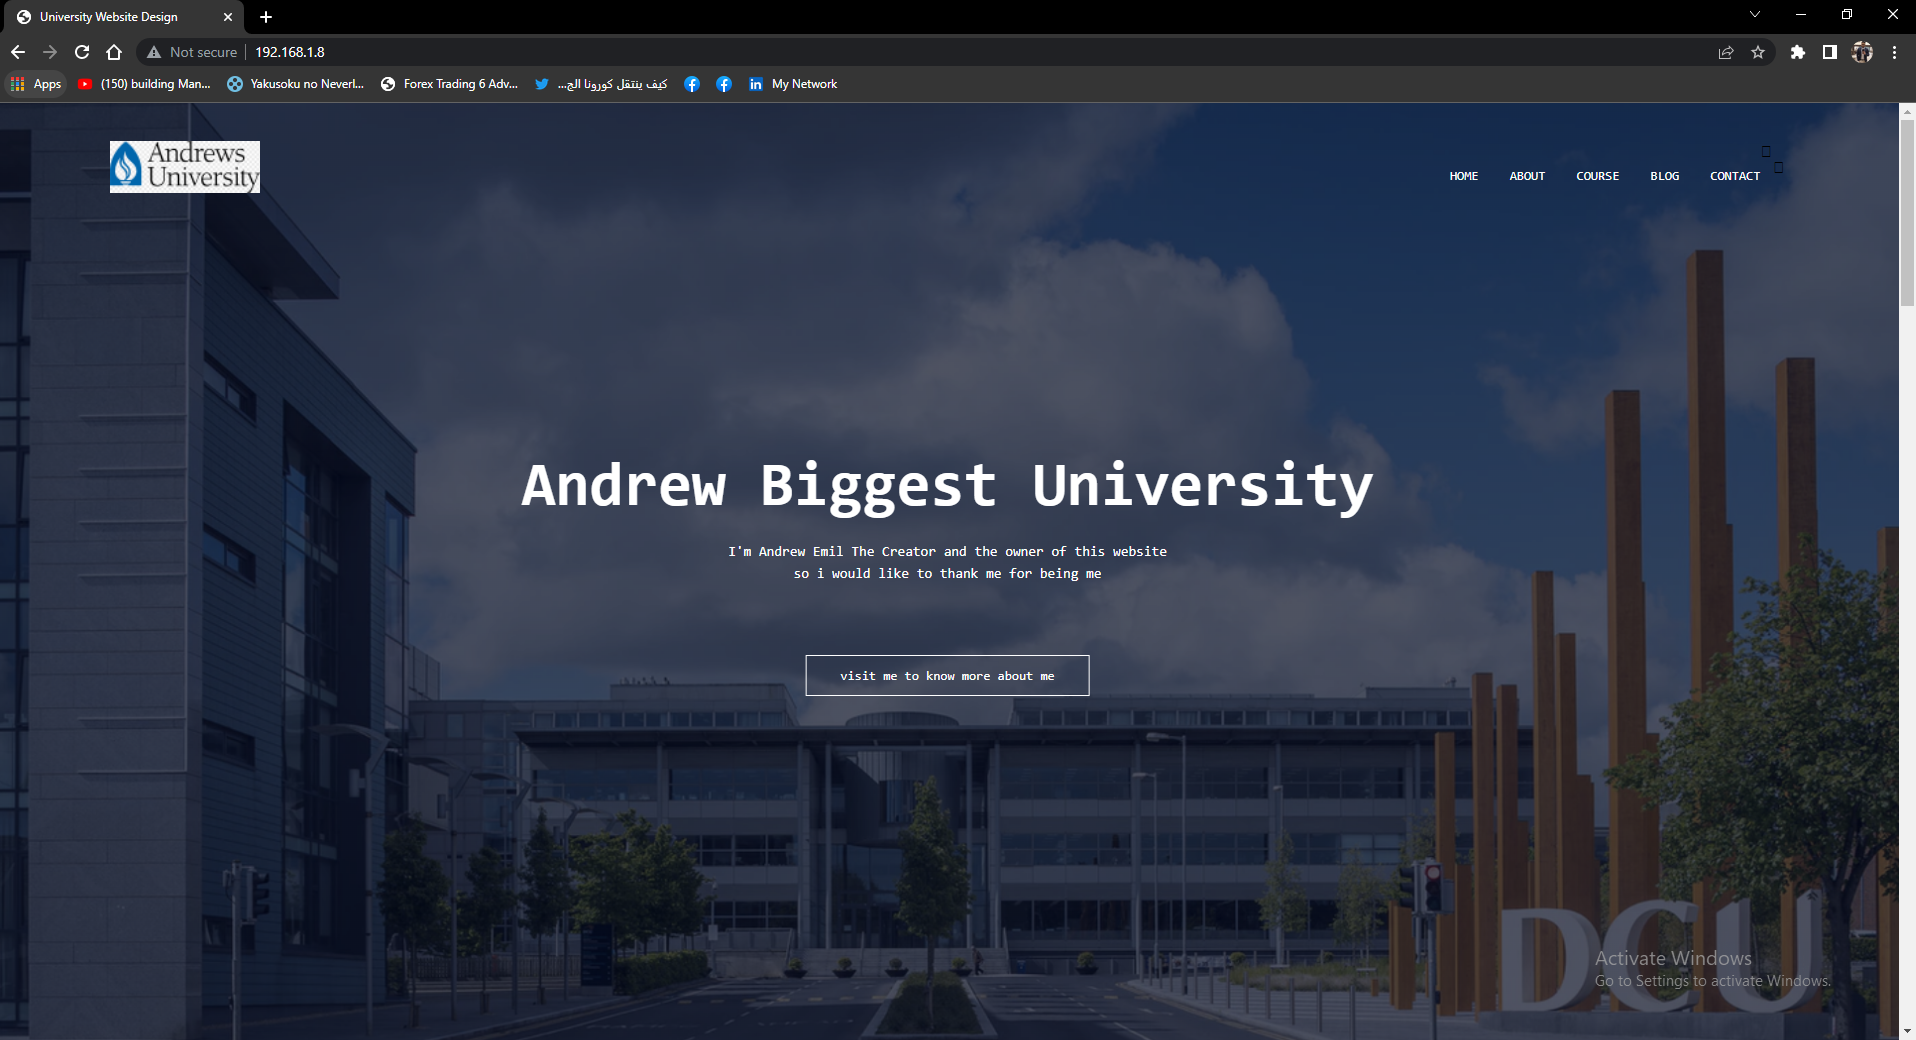 University Website Design
Not secure
192.168.1.8
Apps
(150) building Man...
Yakusoku no Neverl...
Forex Trading 6 Adv...
كيف ينتقل كورونا الج...
My Network
Andrews
University
HOME
ABOUT
COURSE
BLOG
CONTACT
Andrew Biggest University
I'm Andrew Emil The Creator and the owner of this website
so i would like to thank me for being me
visit me to know more about me
DCU
Activate Windows
Go to Settings to activate Windows.